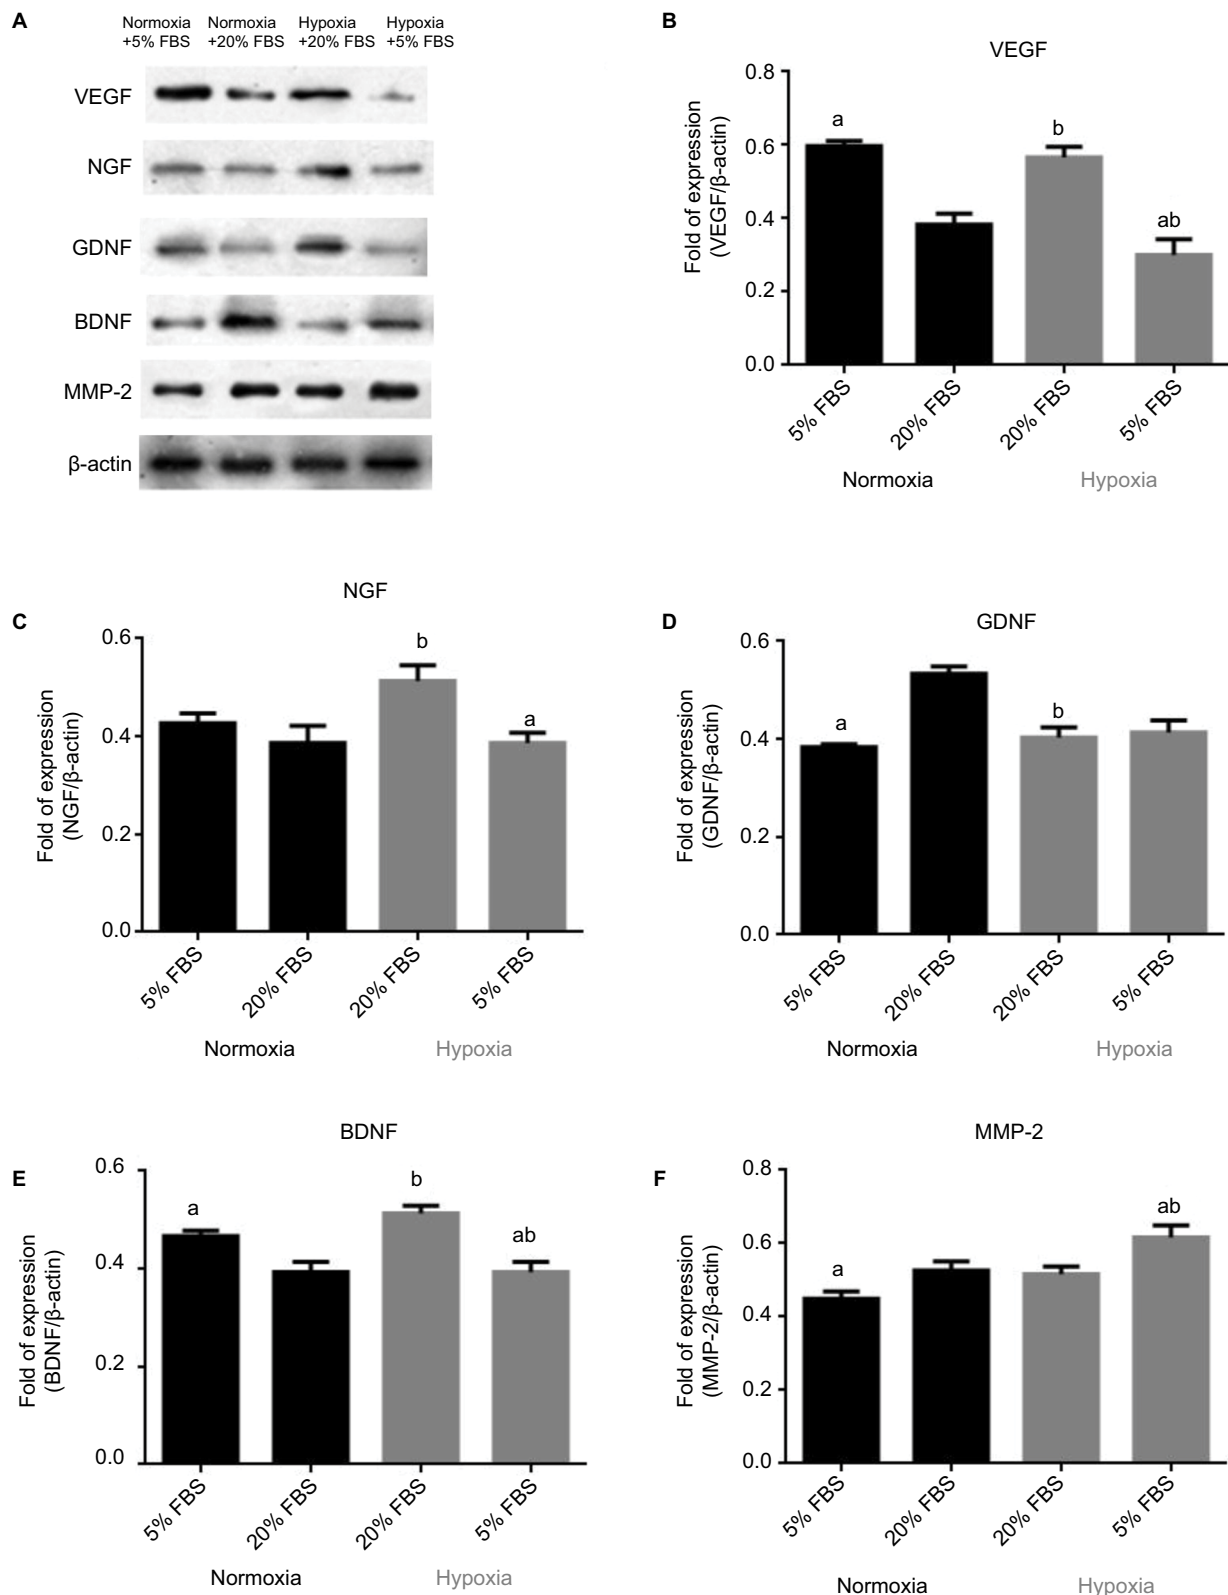 A
Normoxia Normoxia Hypoxia Hypoxia
+5% FBS +20% FBS +20% FBS +5% FBS
VEGF
NGF
GDNF
BDNF
MMP-2
β-actin
B
VEGF
Fold of expression
(VEGF/β-actin)
0.8
0.6
0.4
0.2
0.0
a
b
ab
5% FBS
20% FBS
20% FBS
5% FBS
Normoxia
Hypoxia
C
NGF
Fold of expression
(NGF/β-actin)
0.6
0.4
0.2
0.0
b
a
5% FBS
20% FBS
20% FBS
5% FBS
Normoxia
Hypoxia
D
GDNF
Fold of expression
(GDNF/β-actin)
0.6
0.4
0.2
0.0
a
b
5% FBS
20% FBS
20% FBS
5% FBS
Normoxia
Hypoxia
E
BDNF
Fold of expression
(BDNF/β-actin)
0.6
0.4
0.2
0.0
a
b
ab
5% FBS
20% FBS
20% FBS
5% FBS
Normoxia
Hypoxia
F
MMP-2
Fold of expression
(MMP-2/β-actin)
0.8
0.6
0.4
0.2
0.0
a
ab
5% FBS
20% FBS
20% FBS
5% FBS
Normoxia
Hypoxia